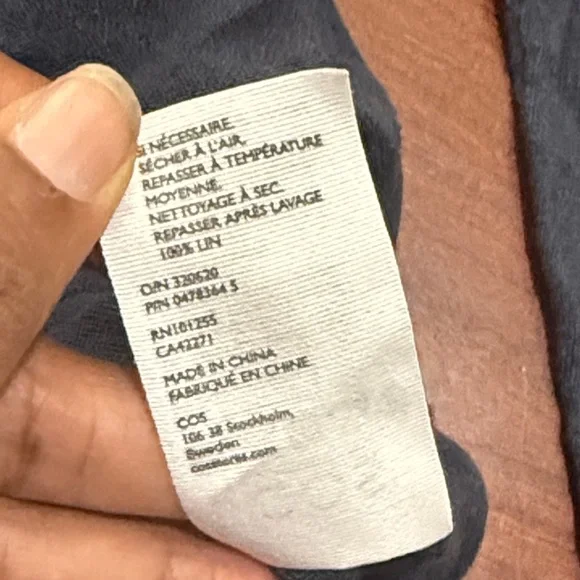 SI NÉCESSAIRE.
SÉCHER À L'AIR.
REPASSER À TEMPÉRATURE
MOYENNE.
NETTOYAGE À SEC.
REPASSER APRÈS LAVAGE
100% LIN
O/N 320620
P/N 0478364 5
RN101255
CA42271
MADE IN CHINA
FABRIQUÉ EN CHINE
COS
106 38 Stockholm,
Sweden
cosstores.com